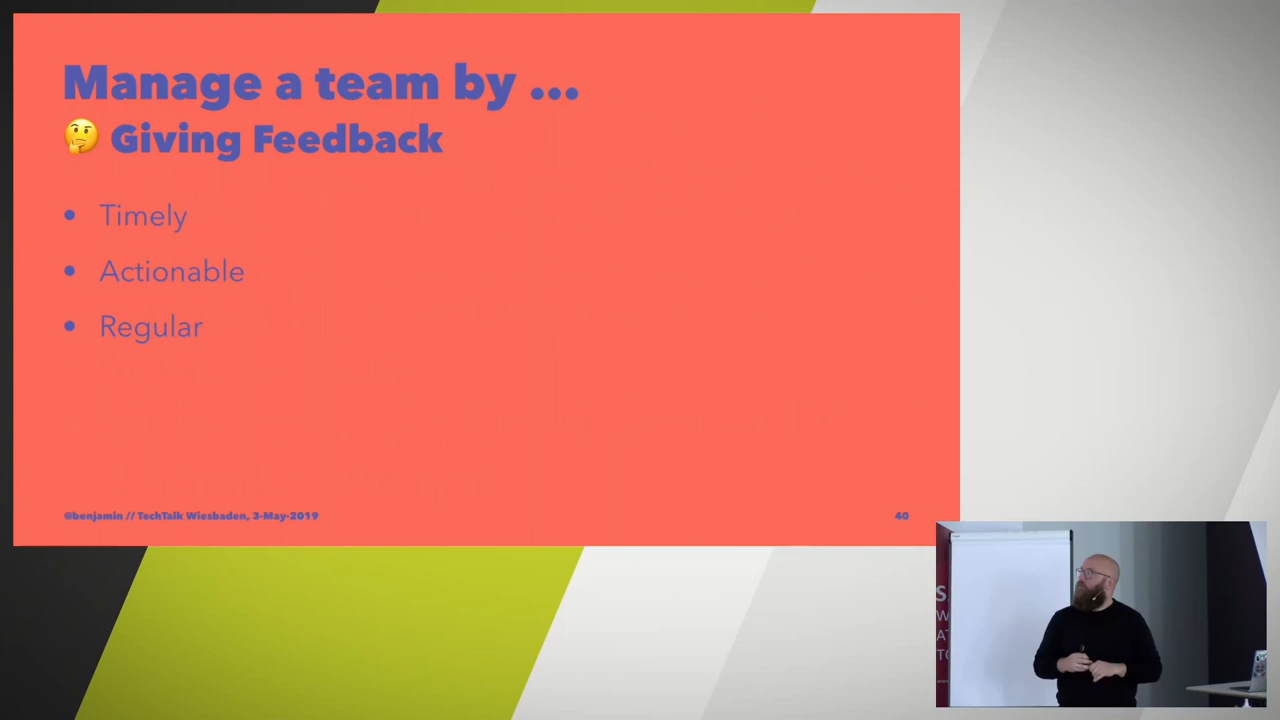 Manage a team by ...
🤔 Giving Feedback
• Timely
• Actionable
• Regular
@benjamin // TechTalk Wiesbaden, 3-May-2019
40